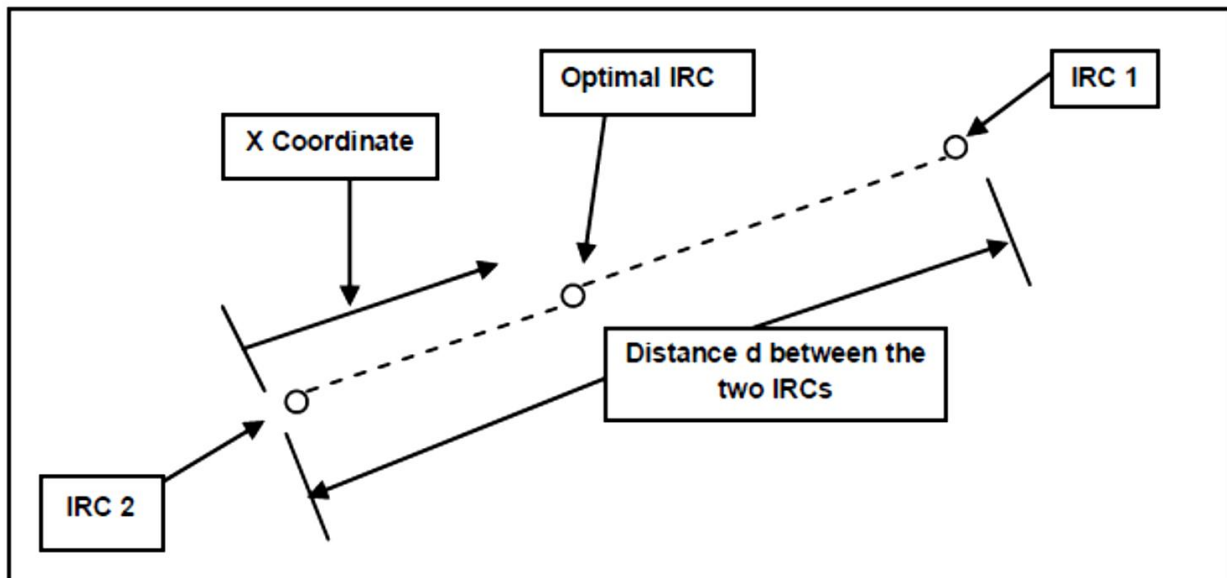 Optimal IRC
IRC 1
X Coordinate
Distance d between the
two IRCs
IRC 2